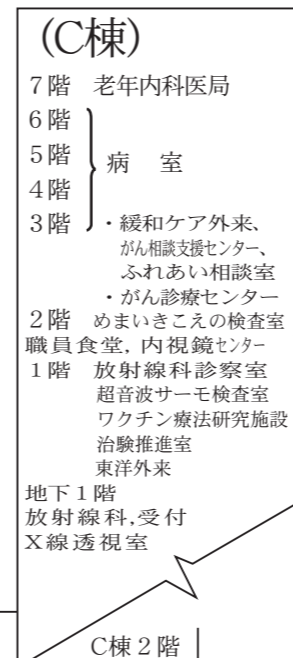 (C棟)
7階 老年内科医局
6階
5階
病 室
4階
3階 ・緩和ケア外来、
がん相談支援センター、
ふれあい相談室
・がん診療センター
2階 めまいきこえの検査室
職員食堂, 内視鏡センター
1階 放射線科診察室
超音波サーモ検査室
ワクチン療法研究施設
治験推進室
東洋外来
地下1階
放射線科,受付
X線透視室
C棟2階